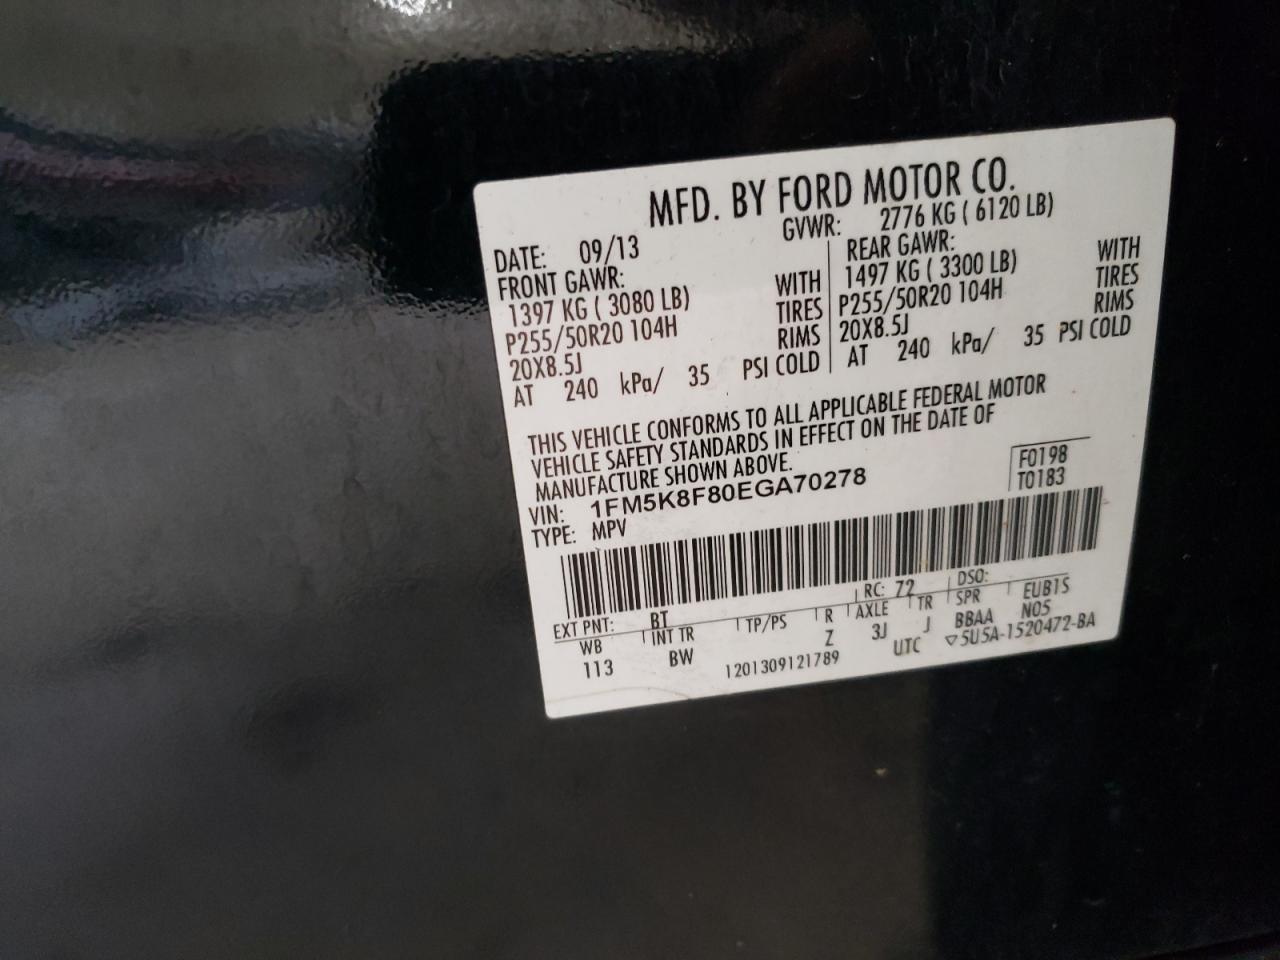 MFD. BY FORD MOTOR CO.
DATE: 09/13 GVWR: 2776 KG ( 6120 LB)
FRONT GAWR: REAR GAWR:
1397 KG ( 3080 LB) WITH 1497 KG ( 3300 LB) WITH
P255/50R20 104H TIRES P255/50R20 104H TIRES
20X8.5J RIMS 20X8.5J RIMS
AT 240 kPa/ 35 PSI COLD AT 240 kPa/ 35 PSI COLD
THIS VEHICLE CONFORMS TO ALL APPLICABLE FEDERAL MOTOR
VEHICLE SAFETY STANDARDS IN EFFECT ON THE DATE OF
MANUFACTURE SHOWN ABOVE.
F0198
VIN: 1FM5K8F80EGA70278 T0183
TYPE: MPV
EXT PNT: BT RC: 72 DSO:
WB INT TR TP/PS R AXLE TR SPR EUB1S
113 BW Z 3J J BBAA N05
1201309121789 UTC ▽5U5A-1520472-BA